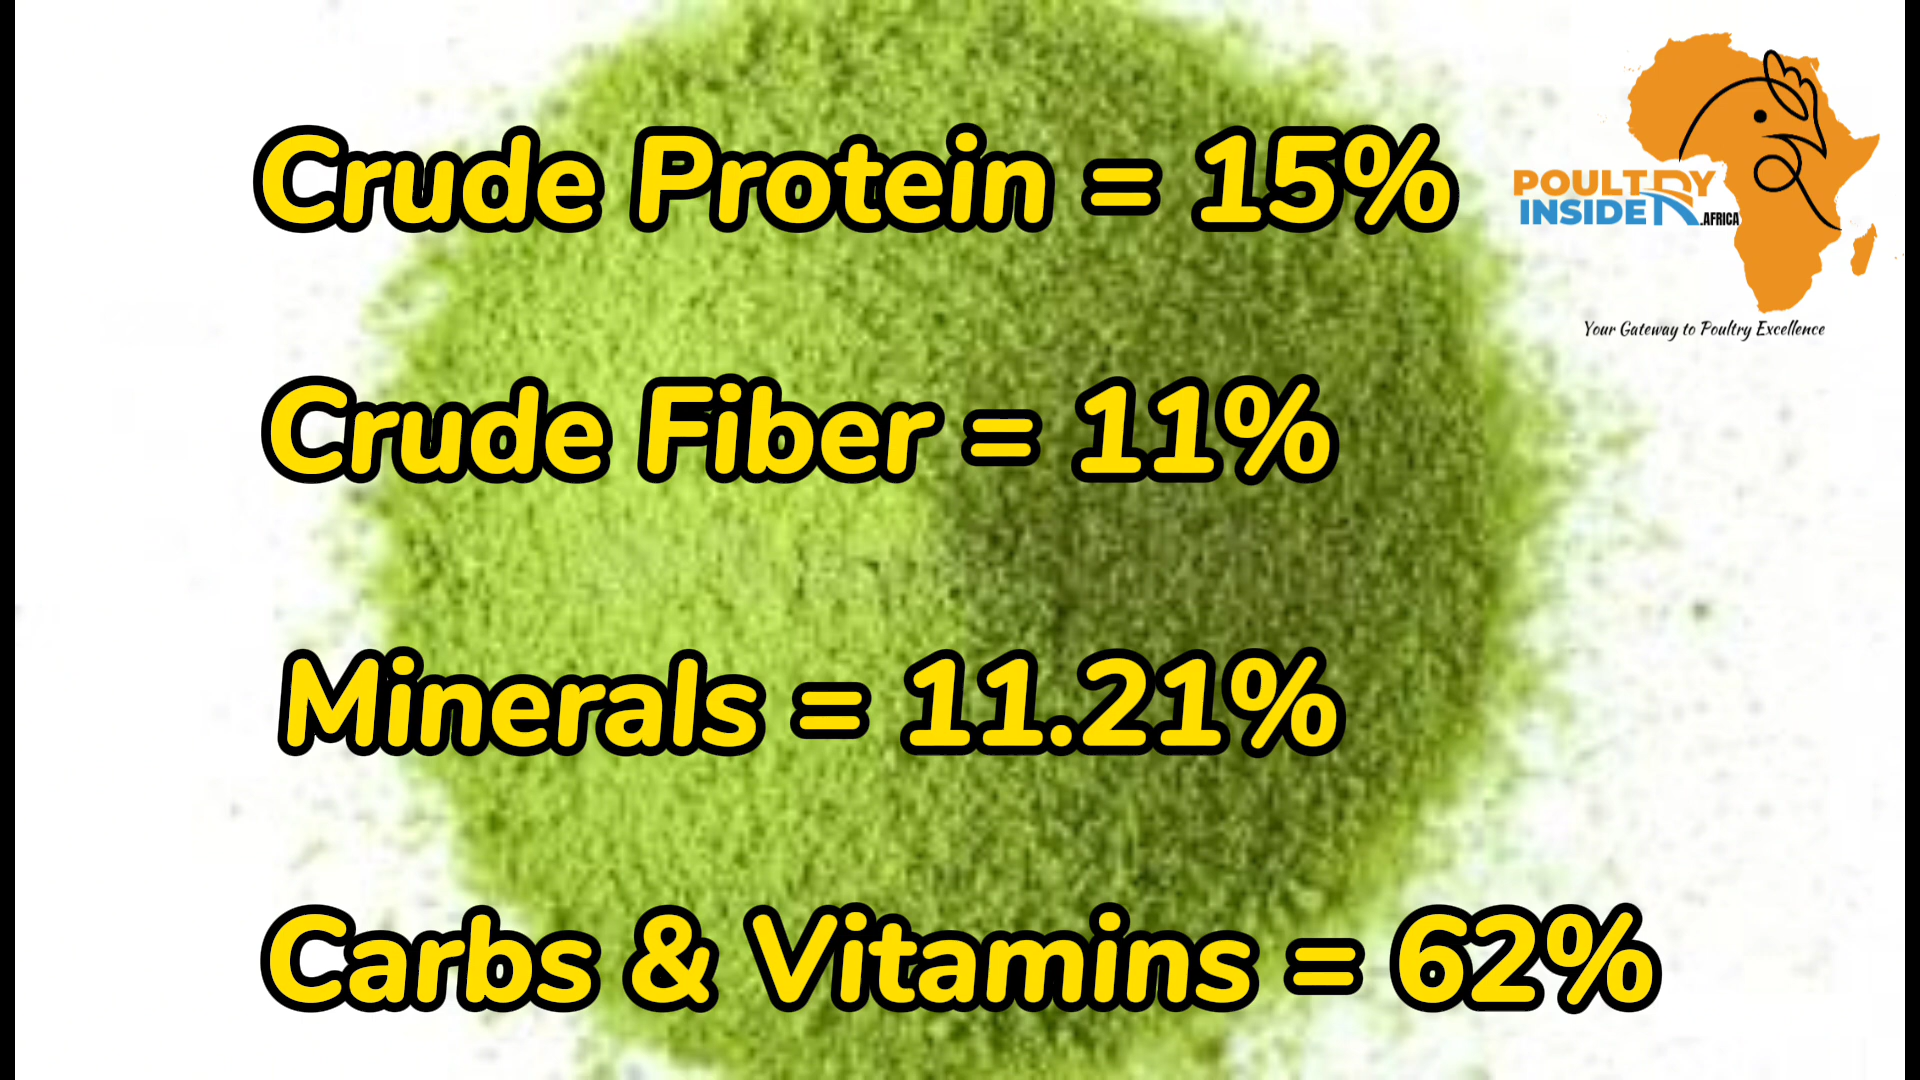 Crude Protein = 15%
POULTRY
INSIDER.AFRICA
Your Gateway to Poultry Excellence
Crude Fiber = 11%
Minerals = 11.21%
Carbs & Vitamins = 62%